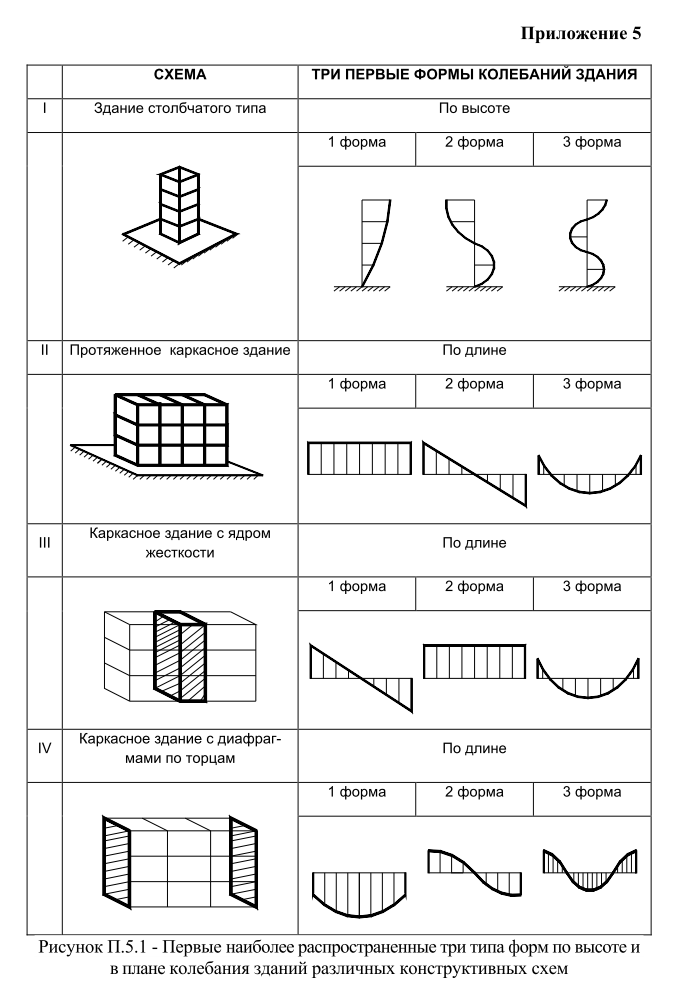 Приложение 5
СХЕМА
ТРИ ПЕРВЫЕ ФОРМЫ КОЛЕБАНИЙ ЗДАНИЯ
I
Здание столбчатого типа
По высоте
1 форма
2 форма
3 форма
II
Протяженное каркасное здание
По длине
1 форма
2 форма
3 форма
III
Каркасное здание с ядром
жесткости
По длине
1 форма
2 форма
3 форма
IV
Каркасное здание с диафраг-
мами по торцам
По длине
1 форма
2 форма
3 форма
Рисунок П.5.1 - Первые наиболее распространенные три типа форм по высоте и
в плане колебания зданий различных конструктивных схем